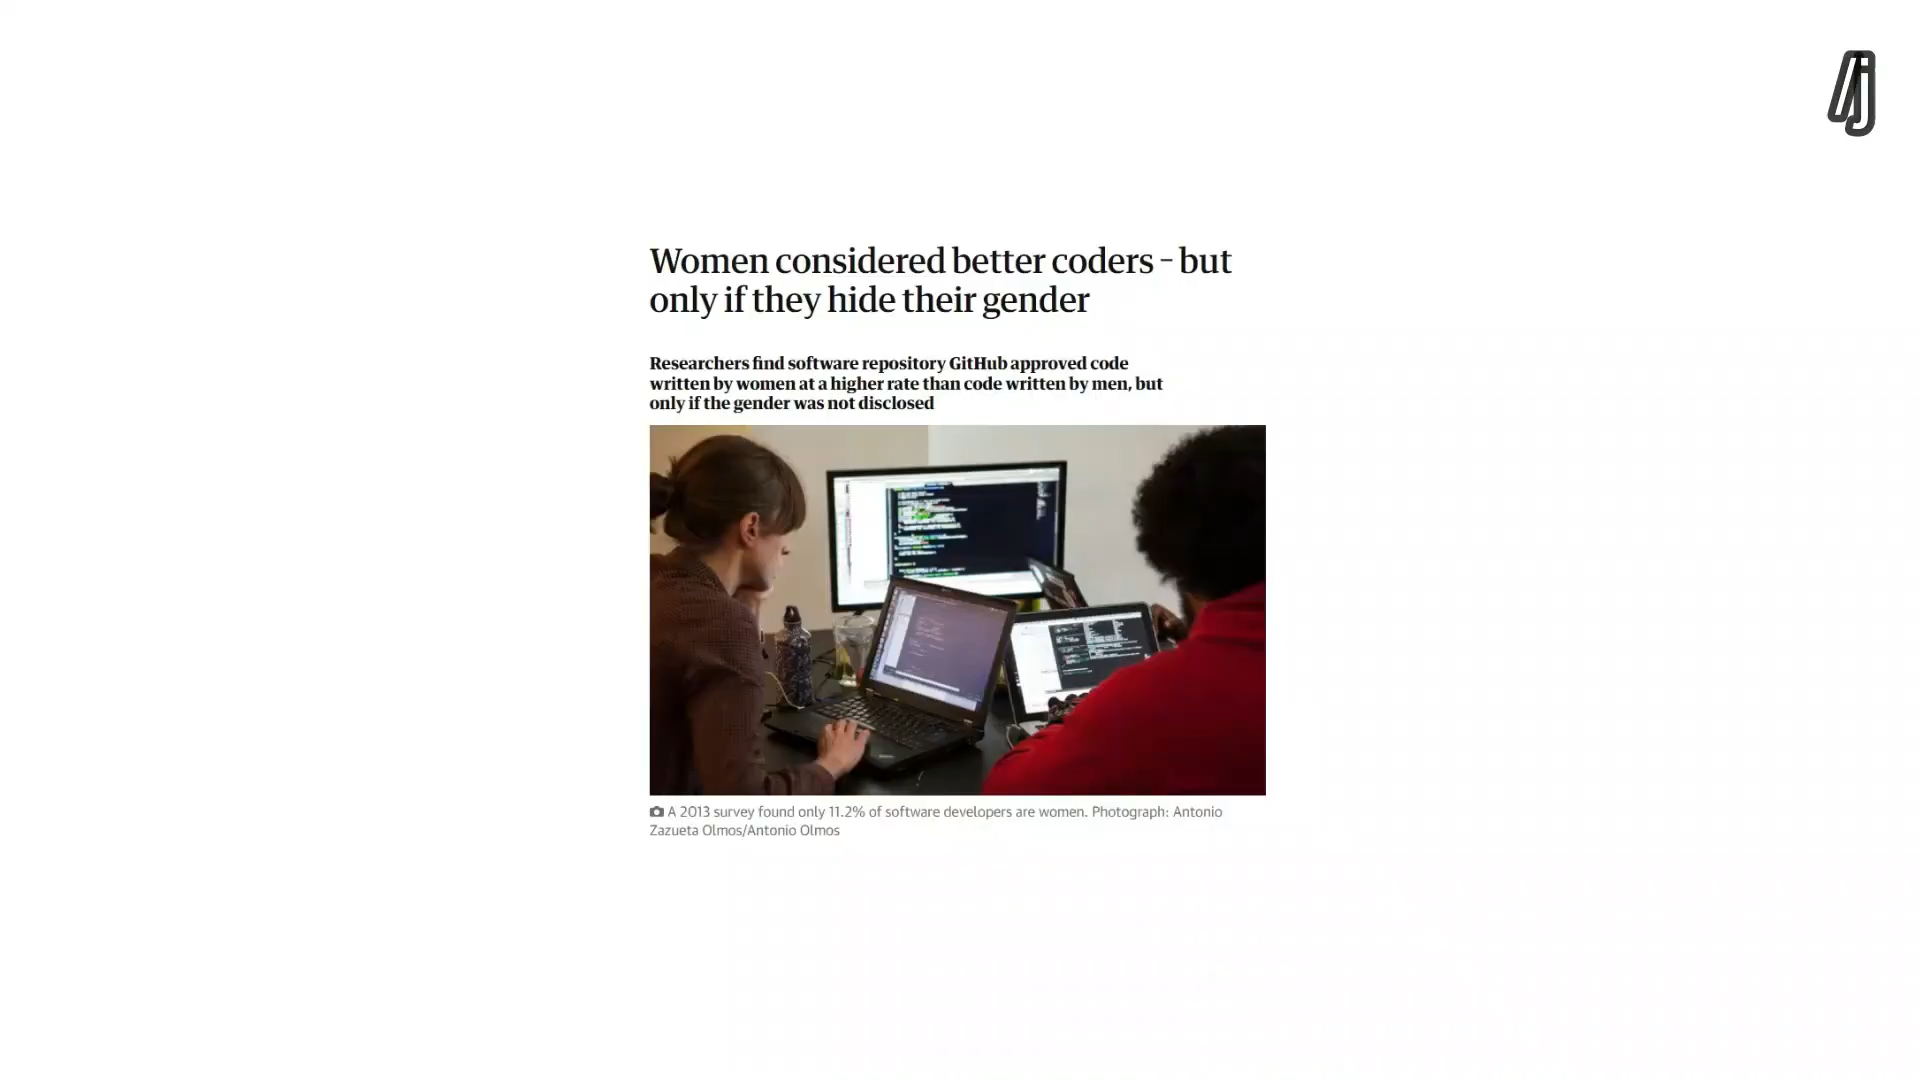 Women considered better coders – but
only if they hide their gender
Researchers find software repository GitHub approved code
written by women at a higher rate than code written by men, but
only if the gender was not disclosed
A 2013 survey found only 11.2% of software developers are women. Photograph: Antonio
Zazueta Olmos/Antonio Olmos